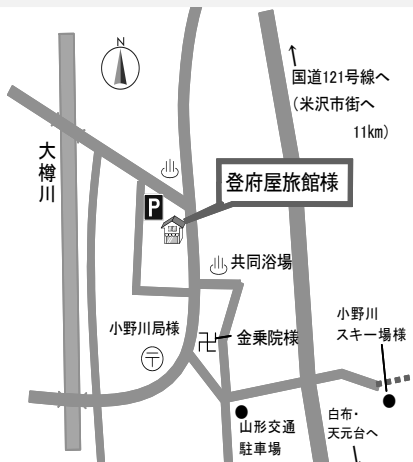 N
国道121号線へ
(米沢市街へ
11km)
大樽川
登府屋旅館様
P
共同浴場
小野川局様
金乗院様
小野川
スキー場様
山形交通
駐車場
白布・
天元台へ